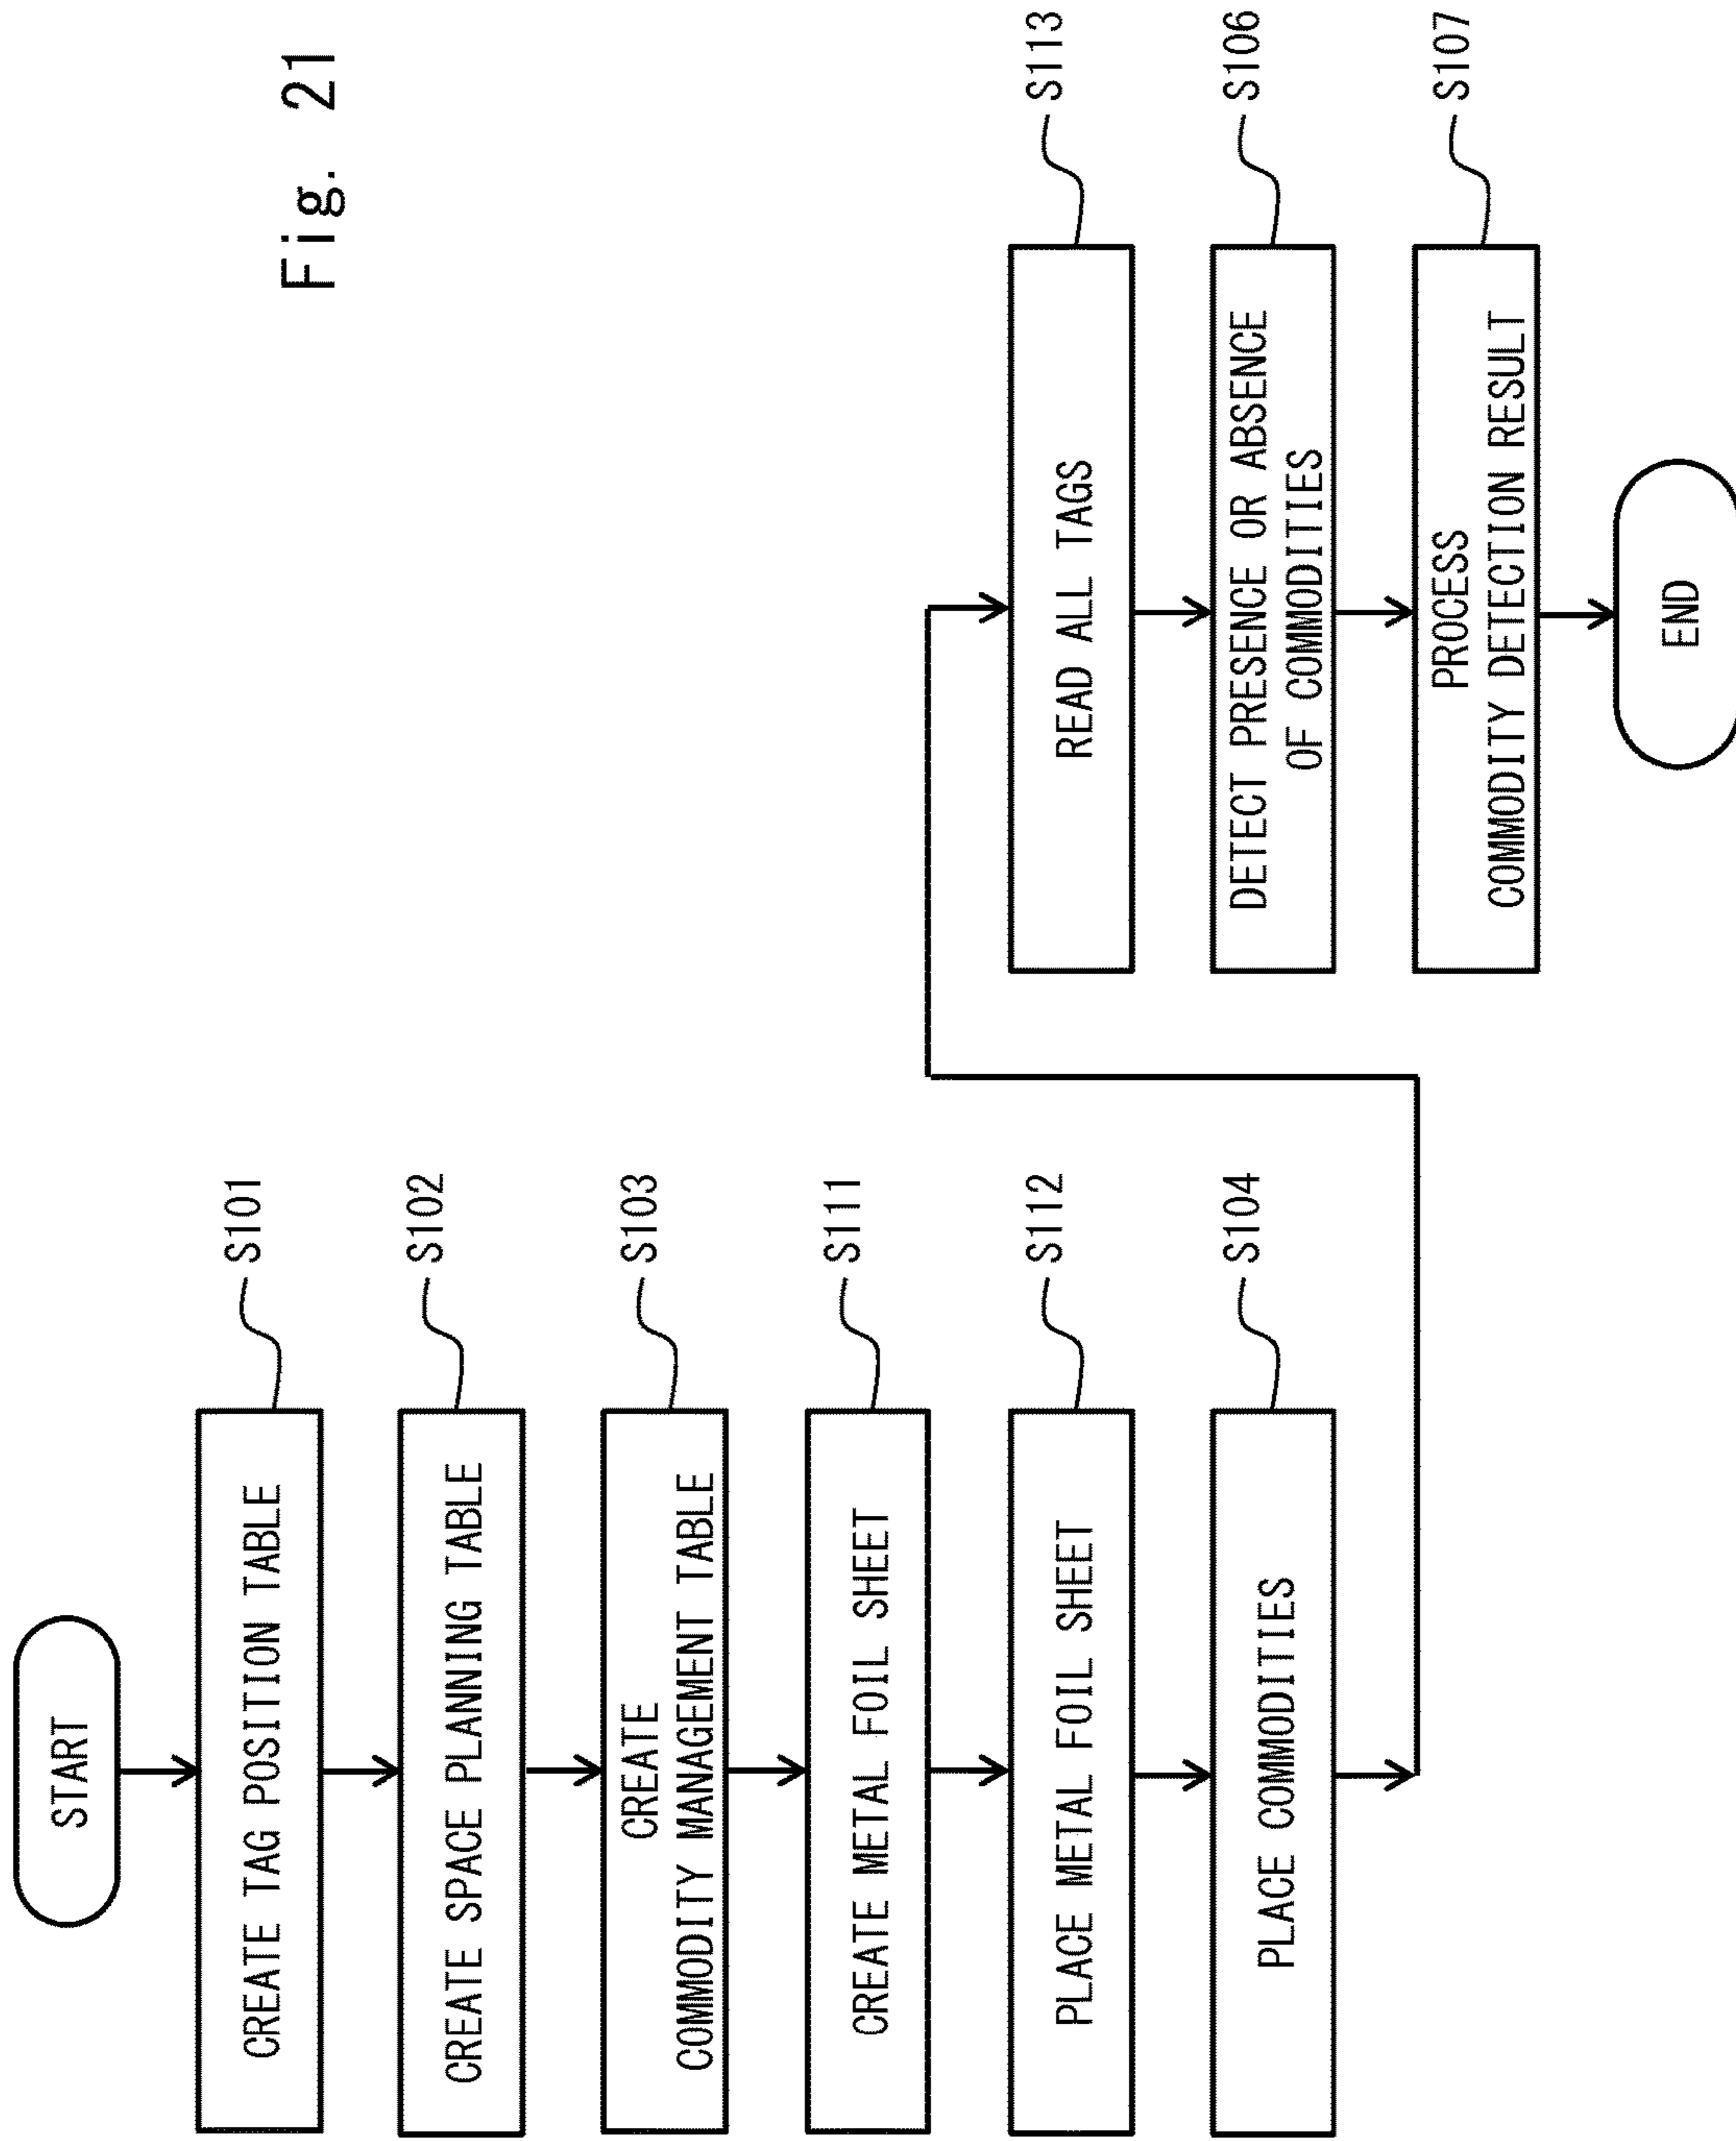 Fig. 21
START
CREATE TAG POSITION TABLE
S101
CREATE SPACE PLANNING TABLE
S102
CREATE
COMMODITY MANAGEMENT TABLE
S103
CREATE METAL FOIL SHEET
S111
PLACE METAL FOIL SHEET
S112
PLACE COMMODITIES
S104
READ ALL TAGS
S113
DETECT PRESENCE OR ABSENCE
OF COMMODITIES
S106
PROCESS
COMMODITY DETECTION RESULT
S107
END